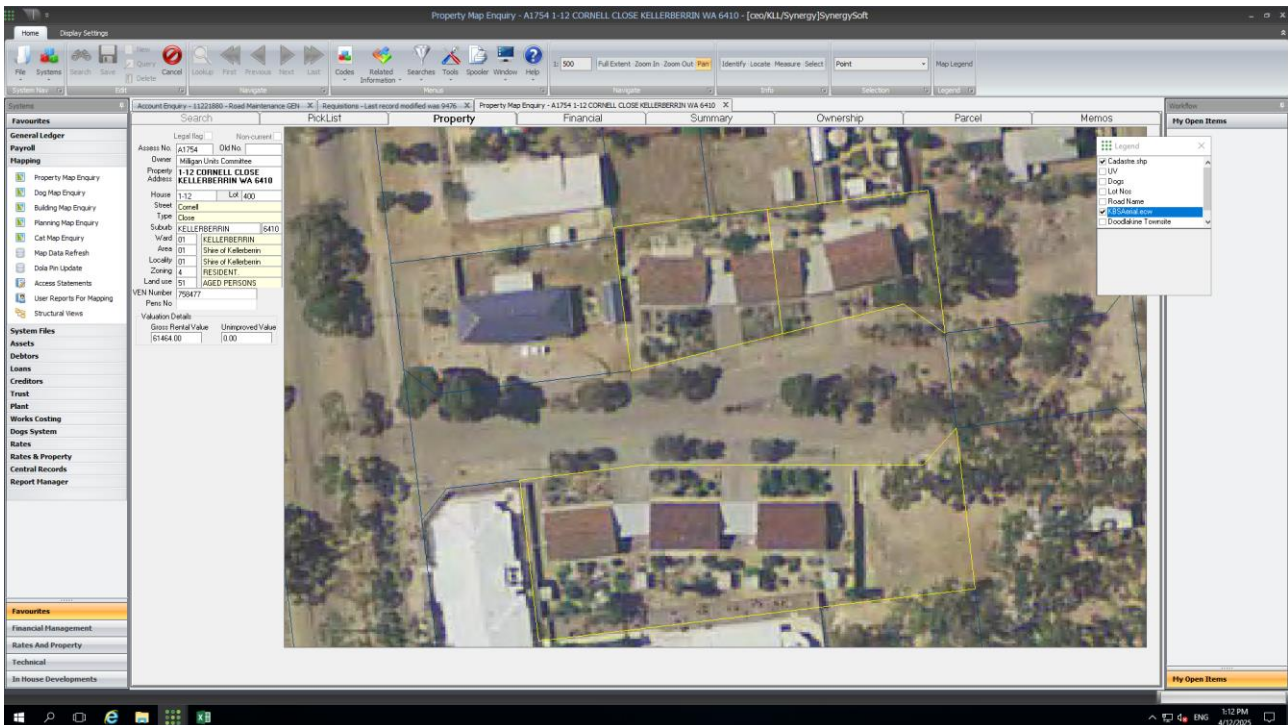 Property Map Enquiry - A1754 1-12 CORNELL CLOSE KELLERBERRIN WA 6410 - [ceo/KLL/Synergy]SynergySoft
Home Display Settings
File Systems Search Save New Query Delete Cancel Lookup First Previous Next Last Codes Related Information Searches Tools Spooler Window Help 1: 500 Full Extent Zoom In Zoom Out Pan Identify Locate Measure Select Point Map Legend
System Nav Edit Navigate Menus Navigate Info Selection Legend
Systems
Account Enquiry - 11221880 - Road Maintenance GEN X Requisitions - Last record modified was 9476 X Property Map Enquiry - A1754 1-12 CORNELL CLOSE KELLERBERRIN WA 6410 X
Workflow
My Open Items
Search PickList Property Financial Summary Ownership Parcel Memos
Favourites
General Ledger
Payroll
Mapping
Property Map Enquiry
Dog Map Enquiry
Building Map Enquiry
Planning Map Enquiry
Cat Map Enquiry
Map Data Refresh
Dola Pin Update
Access Statements
User Reports For Mapping
Structural Views
System Files
Assets
Debtors
Loans
Creditors
Trust
Plant
Works Costing
Dogs System
Rates
Rates & Property
Central Records
Report Manager
Favourites
Financial Management
Rates And Property
Technical
In House Developments
Legal flag Non-current
Assess No. A1754 Old No.
Owner Milligan Units Committee
Property Address 1-12 CORNELL CLOSE
KELLERBERRIN WA 6410
House 1-12 Lot 400
Street Cornell
Type Close
Suburb KELLERBERRIN 6410
Ward 01 KELLERBERRIN
Area 01 Shire of Kellerberrin
Locality 01 Shire of Kellerberrin
Zoning 4 RESIDENT
Land use 51 AGED PERSONS
VEN Number 758477
Pens No
Valuation Details
Gross Rental Value Unimproved Value
61464.00 0.00
Legend X
Cadastre.shp
UV
Dogs
Lot Nos
Road Name
KBSAerial.ecw
Doodlakine Townsite
My Open Items
ENG 1:12 PM
4/12/2025